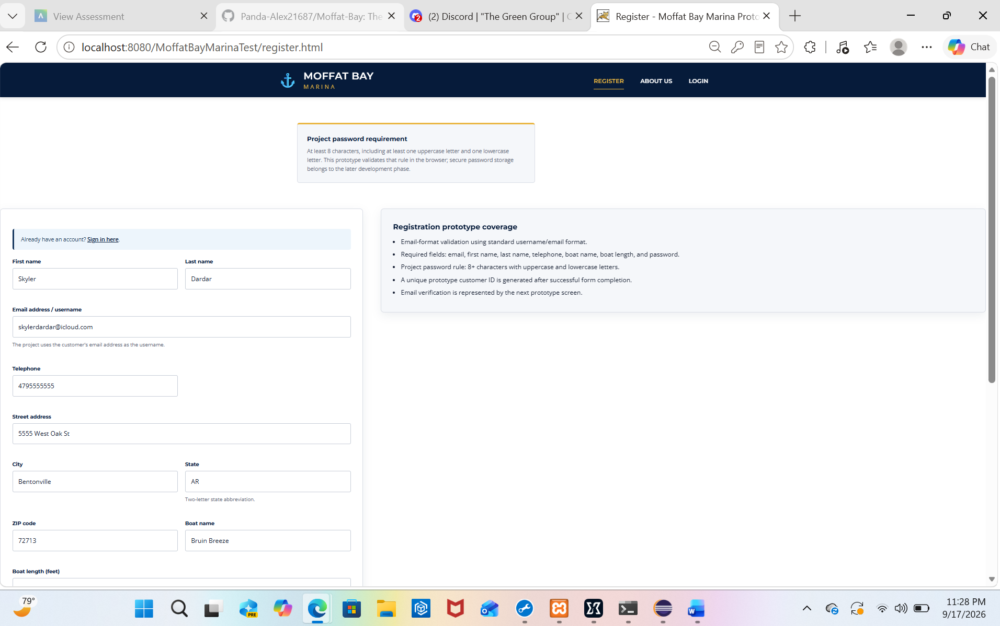 View Assessment
Panda-Alex21687/Moffat-Bay: The
(2) Discord | "The Green Group" | C
Register - Moffat Bay Marina Proto
localhost:8080/MoffatBayMarinaTest/register.html
Chat
MOFFAT BAY
MARINA
REGISTER
ABOUT US
LOGIN
Project password requirement
At least 8 characters, including at least one uppercase letter and one lowercase
letter. This prototype validates that rule in the browser; secure password storage
belongs to the later development phase.
Already have an account? Sign in here.
First name
Last name
Skyler
Dardar
Email address / username
skylerdardar@icloud.com
The project uses the customer's email address as the username.
Telephone
4795555555
Street address
5555 West Oak St
City
State
Bentonville
AR
Two-letter state abbreviation.
ZIP code
Boat name
72713
Bruin Breeze
Boat length (feet)
Registration prototype coverage
• Email-format validation using standard username/email format.
• Required fields: email, first name, last name, telephone, boat name, boat length, and password.
• Project password rule: 8+ characters with uppercase and lowercase letters.
• A unique prototype customer ID is generated after successful form completion.
• Email verification is represented by the next prototype screen.
79°
PRE
11:28 PM
9/17/2026